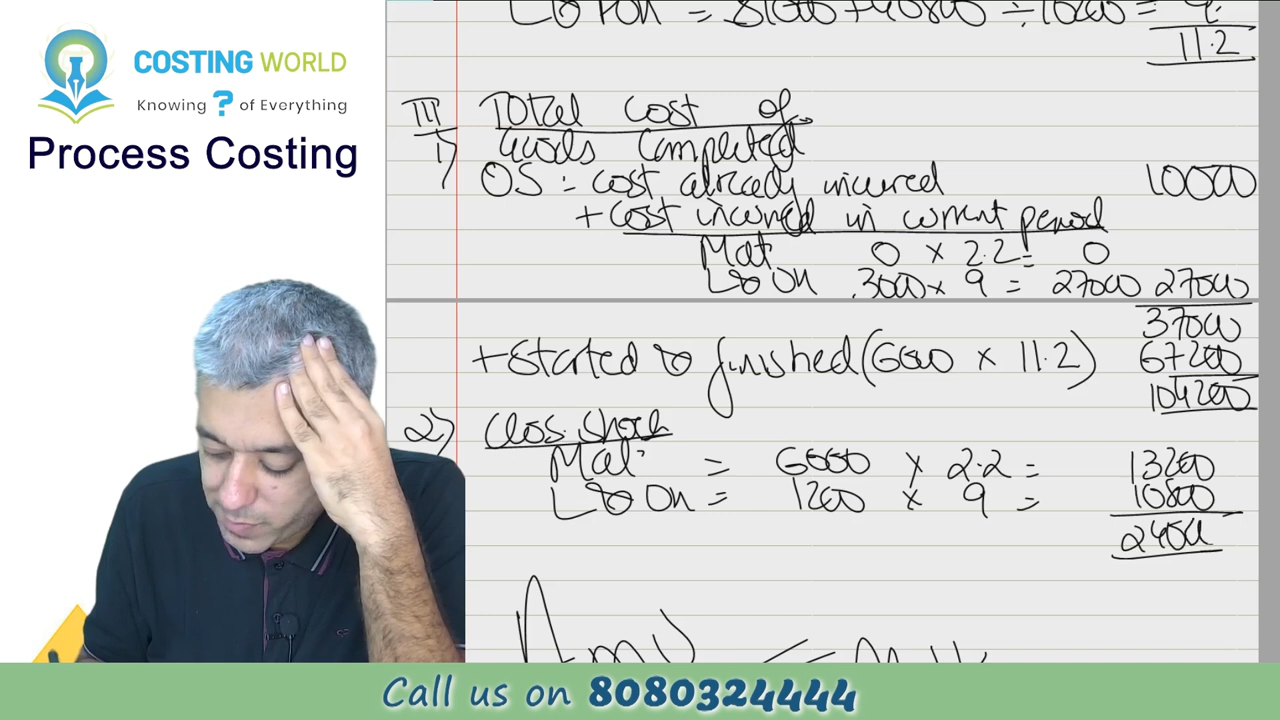 COSTING WORLD
Knowing ? of Everything
Process Costing
= 81000 + 40800 ÷ = 9
11.2
III Total cost of
1) Goods Completed
OS = cost already incurred 10000
+ cost incurred in current period
Mat 0 x 2.2 = 0
L & OH 3000 x 9 = 27000 27000
37000
+ Started & finished (6000 x 11.2) 67200
104200
2) Clos. Stock
Mat = 6000 x 2.2 = 13200
L & OH = 1200 x 9 = 10800
24000
Call us on 8080324444